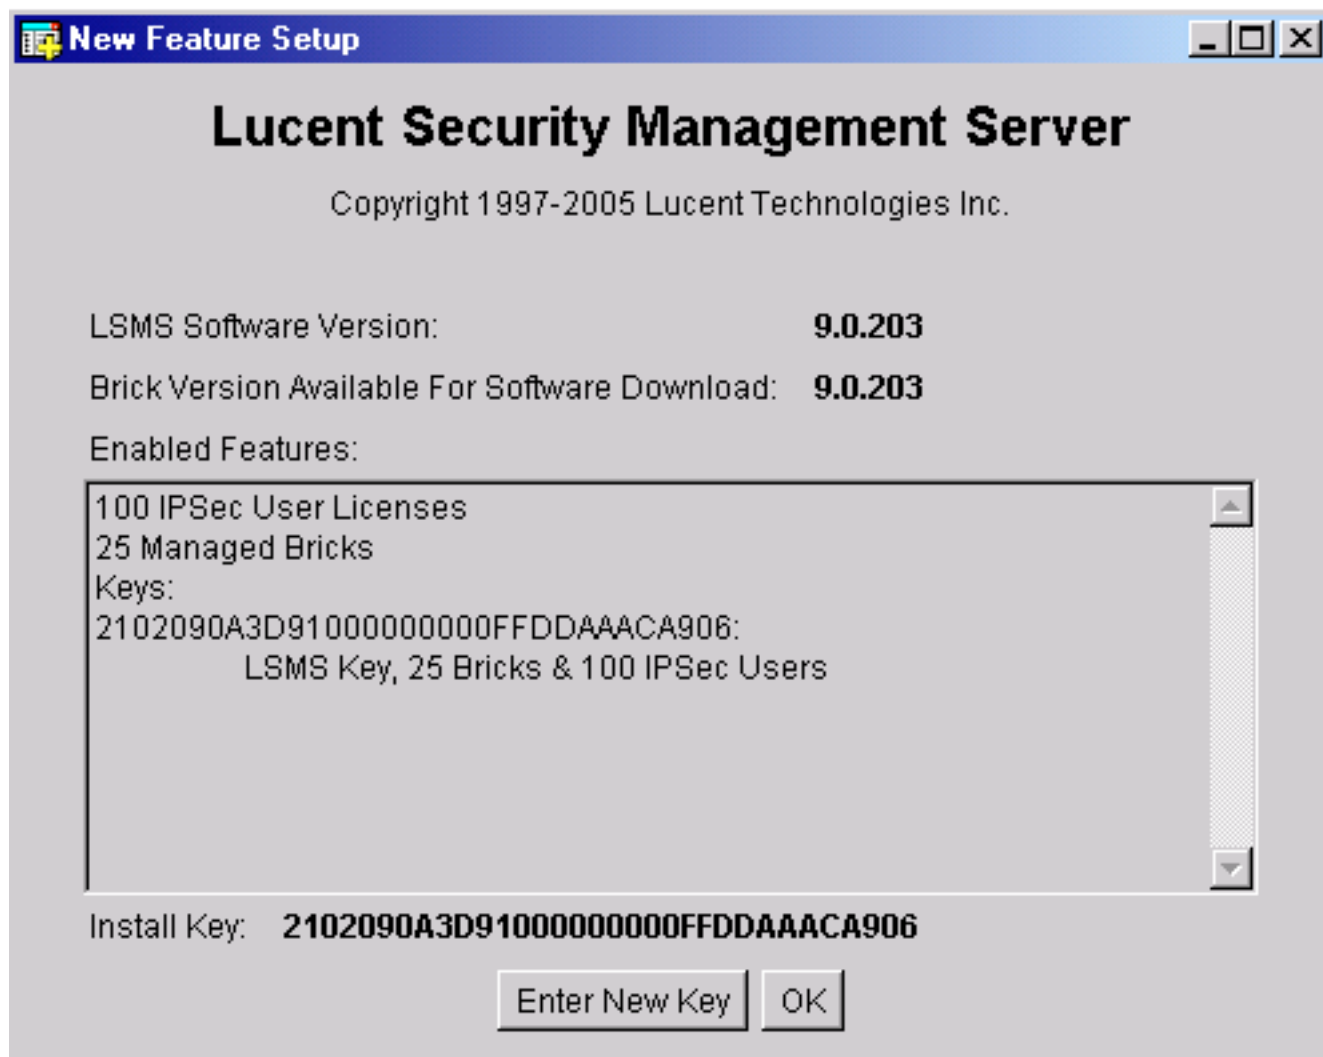 New Feature Setup
Lucent Security Management Server
Copyright 1997-2005 Lucent Technologies Inc.
LSMS Software Version: 9.0.203
Brick Version Available For Software Download: 9.0.203
Enabled Features:
100 IPSec User Licenses
25 Managed Bricks
Keys:
2102090A3D91000000000FFDDAAACA906:
LSMS Key, 25 Bricks & 100 IPSec Users
Install Key: 2102090A3D91000000000FFDDAAACA906
Enter New Key OK